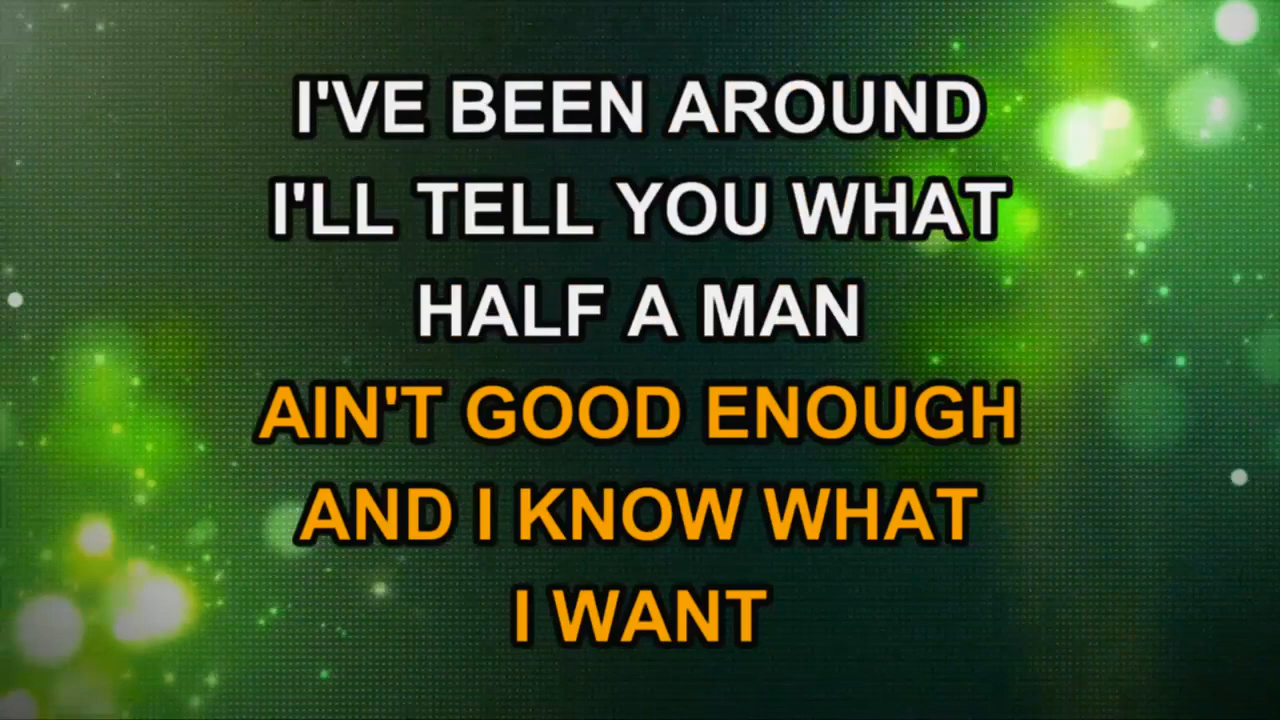 I'VE BEEN AROUND
I'LL TELL YOU WHAT
HALF A MAN
AIN'T GOOD ENOUGH
AND I KNOW WHAT
I WANT